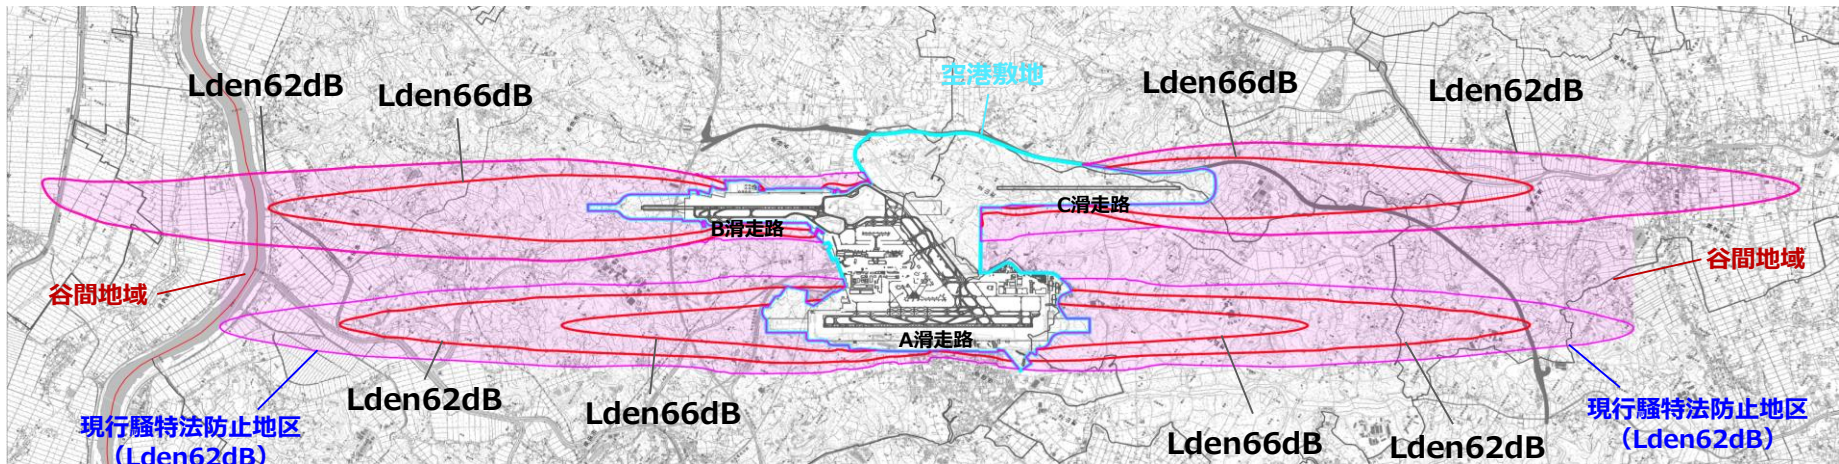 空港敷地
Lden62dB
Lden66dB
Lden66dB
Lden62dB
C滑走路
B滑走路
谷間地域
谷間地域
A滑走路
Lden62dB
Lden66dB
現行騒特法防止地区
（Lden62dB）
Lden66dB
Lden62dB
現行騒特法防止地区
（Lden62dB）